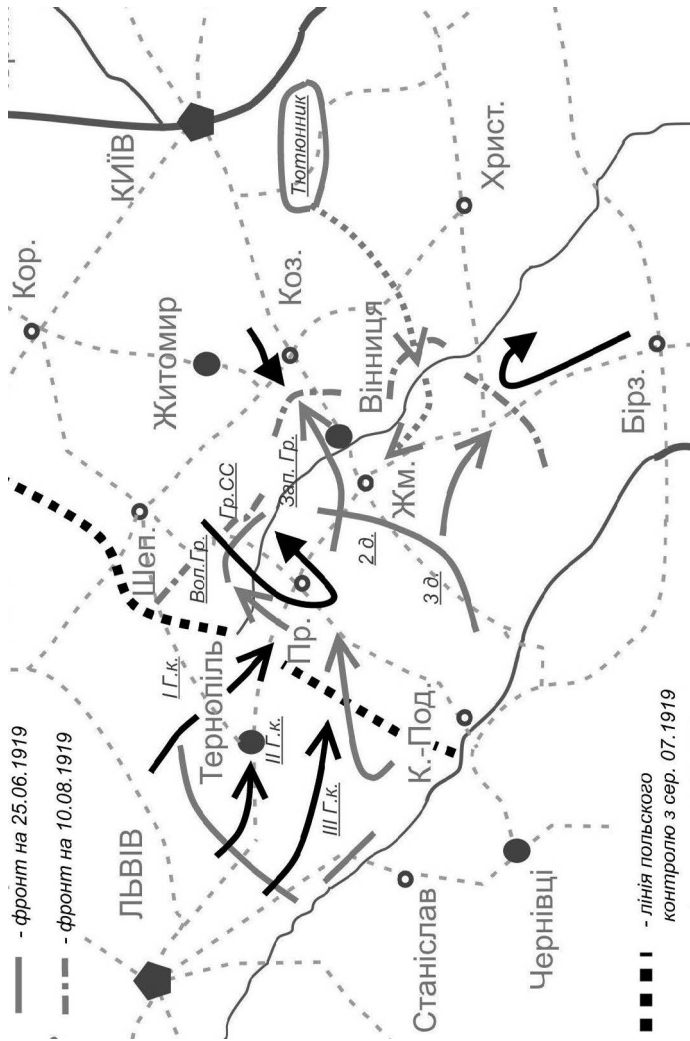 - фронт на 25.06.1919
- фронт на 10.08.1919
ЛЬВІВ
КИЇВ
Кор.
Житомир
Шеп.
Коз.
Тютюнник
Христ.
Вінниця
Гр.СС
Зап. Гр.
Вол.Гр.
І Г.к.
Тернопіль
ІІ Г.к.
ІІІ Г.к.
Пр.
Жм.
2 д.
3 д.
К.-Под.
Бірз.
Станіслав
Чернівці
- лінія польского
контролю з сер. 07.1919